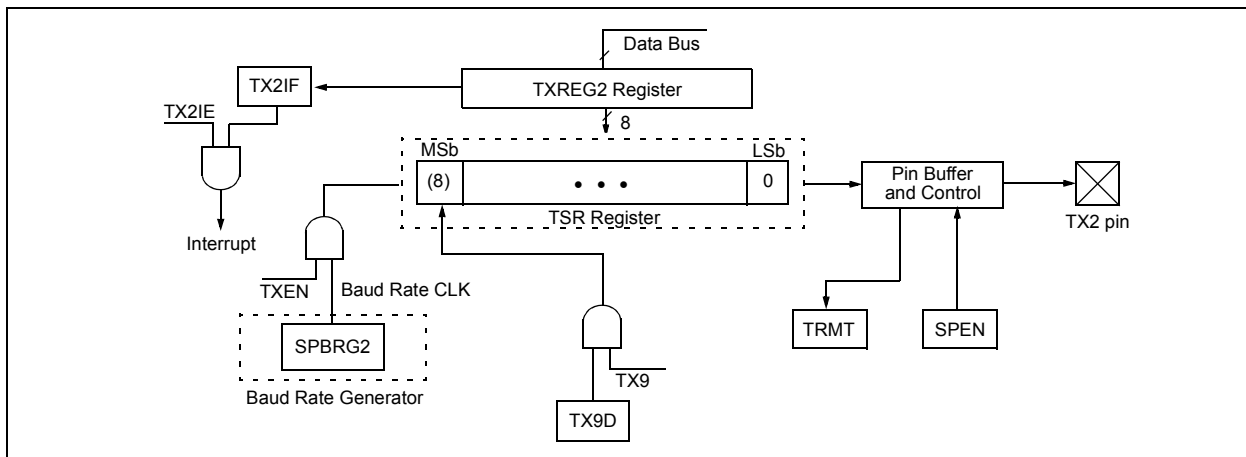 Data Bus
TX2IF
TXREG2 Register
TX2IE
8
MSb
LSb
(8)
• • •
0
Pin Buffer
and Control
TSR Register
TX2 pin
Interrupt
TXEN
Baud Rate CLK
SPBRG2
TRMT
SPEN
TX9
Baud Rate Generator
TX9D